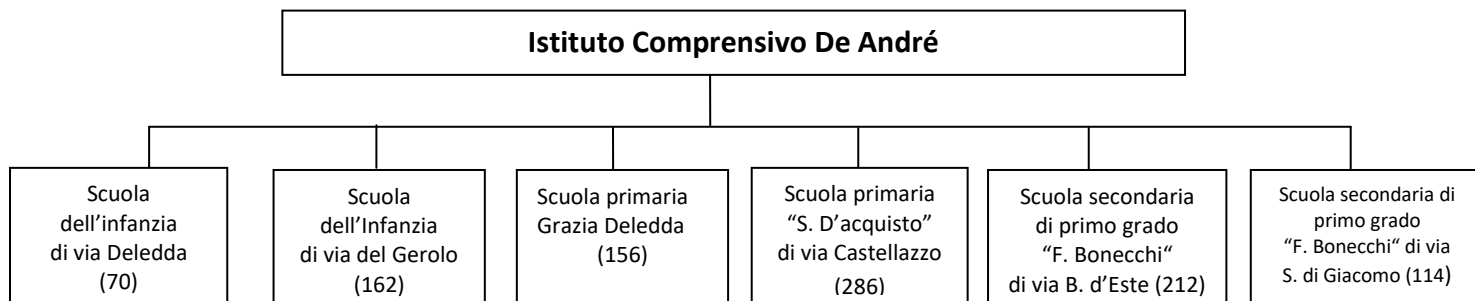 Istituto Comprensivo De André
Scuola
dell’infanzia
di via Deledda
(70)
Scuola
dell’Infanzia
di via del Gerolo
(162)
Scuola primaria
Grazia Deledda
(156)
Scuola primaria
“S. D’acquisto”
di via Castellazzo
(286)
Scuola secondaria
di primo grado
“F. Bonecchi“
di via B. d’Este (212)
Scuola secondaria di
primo grado
“F. Bonecchi“ di via
S. di Giacomo (114)